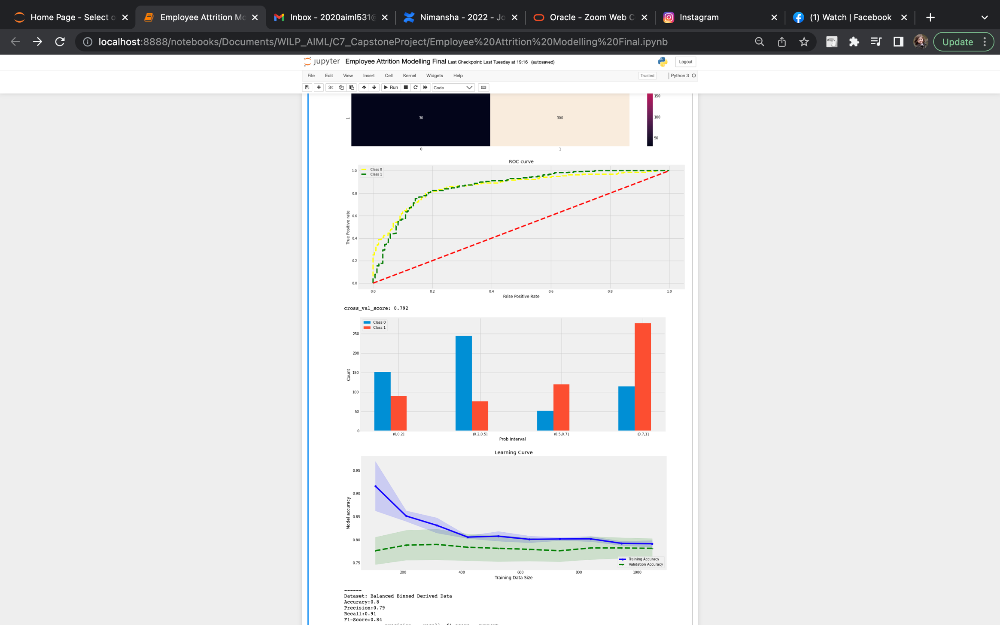 Home Page - Select o
Employee Attrition Mo
Inbox - 2020aiml531@
Nimansha - 2022 - Jo
Oracle - Zoom Web C
Instagram
(1) Watch | Facebook
localhost:8888/notebooks/Documents/WILP_AIML/C7_CapstoneProject/Employee%20Attrition%20Modelling%20Final.ipynb
Update
jupyter Employee Attrition Modelling Final Last Checkpoint: Last Tuesday at 19:16 (autosaved)
Logout
File Edit View Insert Cell Kernel Widgets Help
Trusted
Python 3
Run
Code
150
100
50
1
30
300
0 1
ROC curve
Class 0
Class 1
True Positive rate
1.0
0.8
0.6
0.4
0.2
0.0
0.0 0.2 0.4 0.6 0.8 1.0
False Positive Rate
cross_val_score: 0.792
Class 0
Class 1
Count
250
200
150
100
50
0
(0,0.2] (0.2,0.5] (0.5,0.7] (0.7,1]
Prob Interval
Learning Curve
Model accuracy
0.95
0.90
0.85
0.80
0.75
Training Accuracy
Validation Accuracy
200 400 600 800 1000
Training Data Size
------
Dataset: Balanced Binned Derived Data
Accuracy:0.8
Precision:0.79
Recall:0.91
F1-Score:0.84